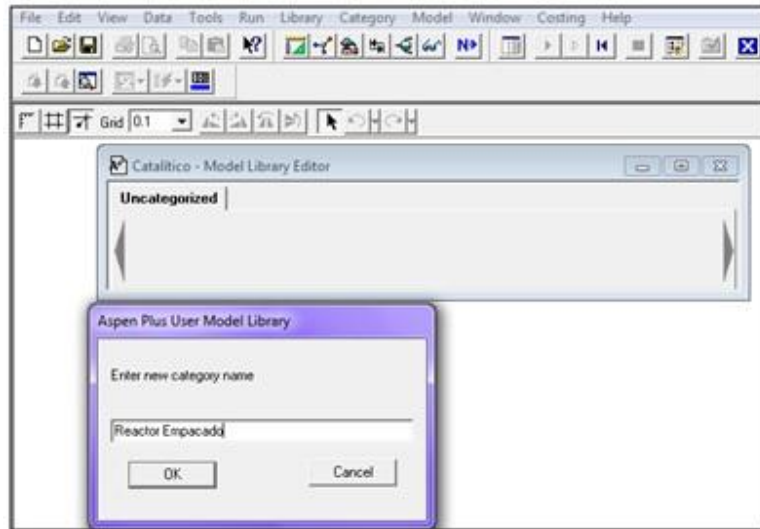 File Edit View Data Tools Run Library Category Model Window Costing Help
N
Grid 0.1
Catalitico - Model Library Editor
Uncategorized
Aspen Plus User Model Library
Enter new category name
Reactor Empacado
OK Cancel